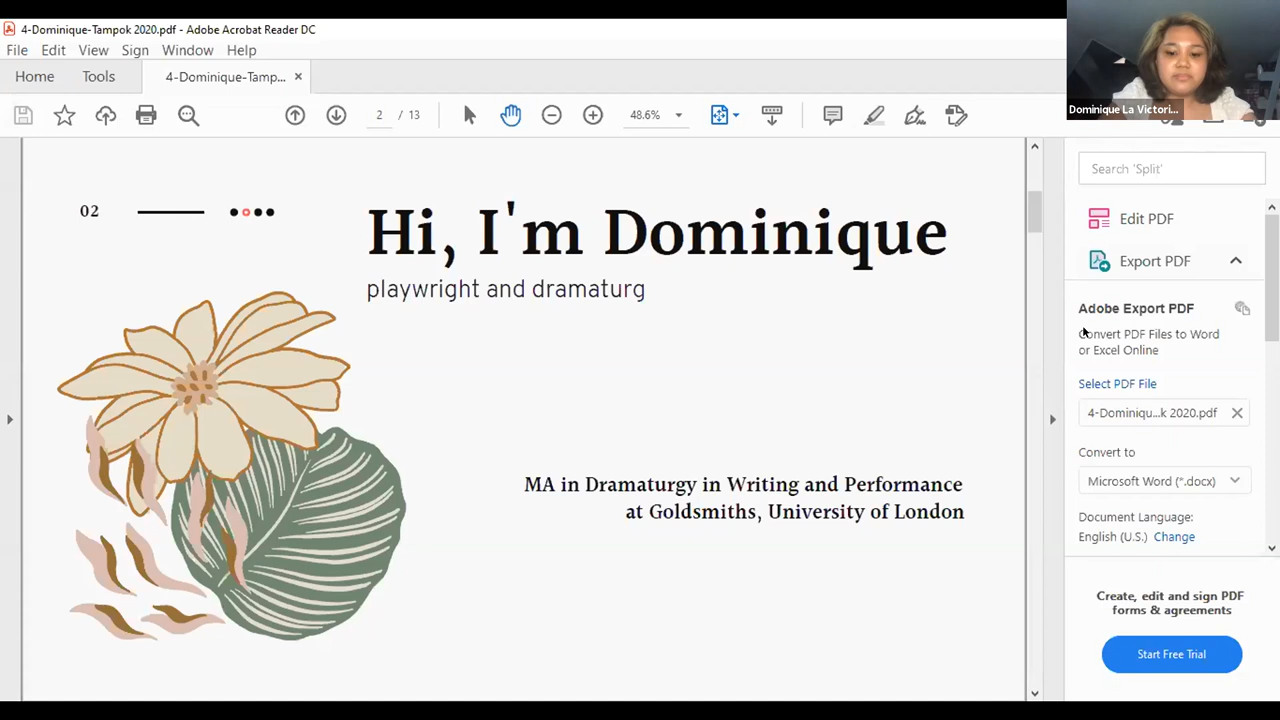 4-Dominique-Tampok 2020.pdf - Adobe Acrobat Reader DC
File Edit View Sign Window Help
Home Tools 4-Dominique-Tamp... ×
2 / 13 48.6%
Dominique La Victori...
Search 'Split'
02
Hi, I'm Dominique
playwright and dramaturg
MA in Dramaturgy in Writing and Performance
at Goldsmiths, University of London
Edit PDF
Export PDF
Adobe Export PDF
Convert PDF Files to Word
or Excel Online
Select PDF File
4-Dominiqu...k 2020.pdf
Convert to
Microsoft Word (*.docx)
Document Language:
English (U.S.) Change
Create, edit and sign PDF
forms & agreements
Start Free Trial